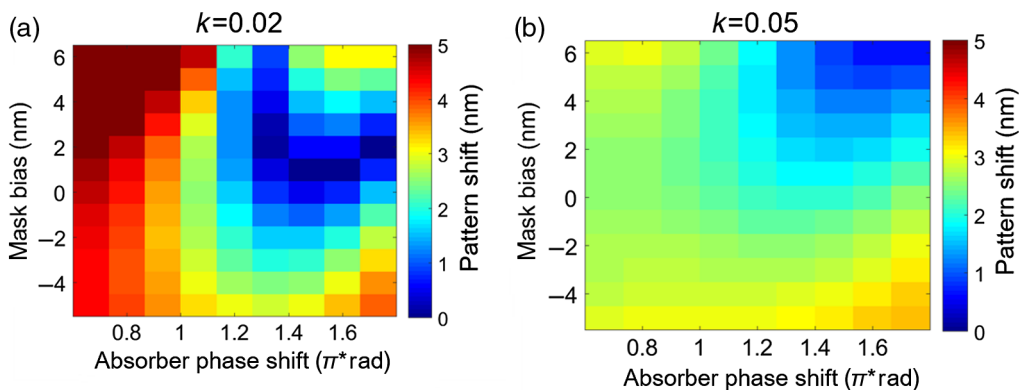 (a)
k=0.02
6
4
2
0
−2
−4
Mask bias (nm)
0.8 1 1.2 1.4 1.6
Absorber phase shift (π*rad)
5
4
3
2
1
0
Pattern shift (nm)
(b)
k=0.05
6
4
2
0
−2
−4
Mask bias (nm)
0.8 1 1.2 1.4 1.6
Absorber phase shift (π*rad)
5
4
3
2
1
0
Pattern shift (nm)